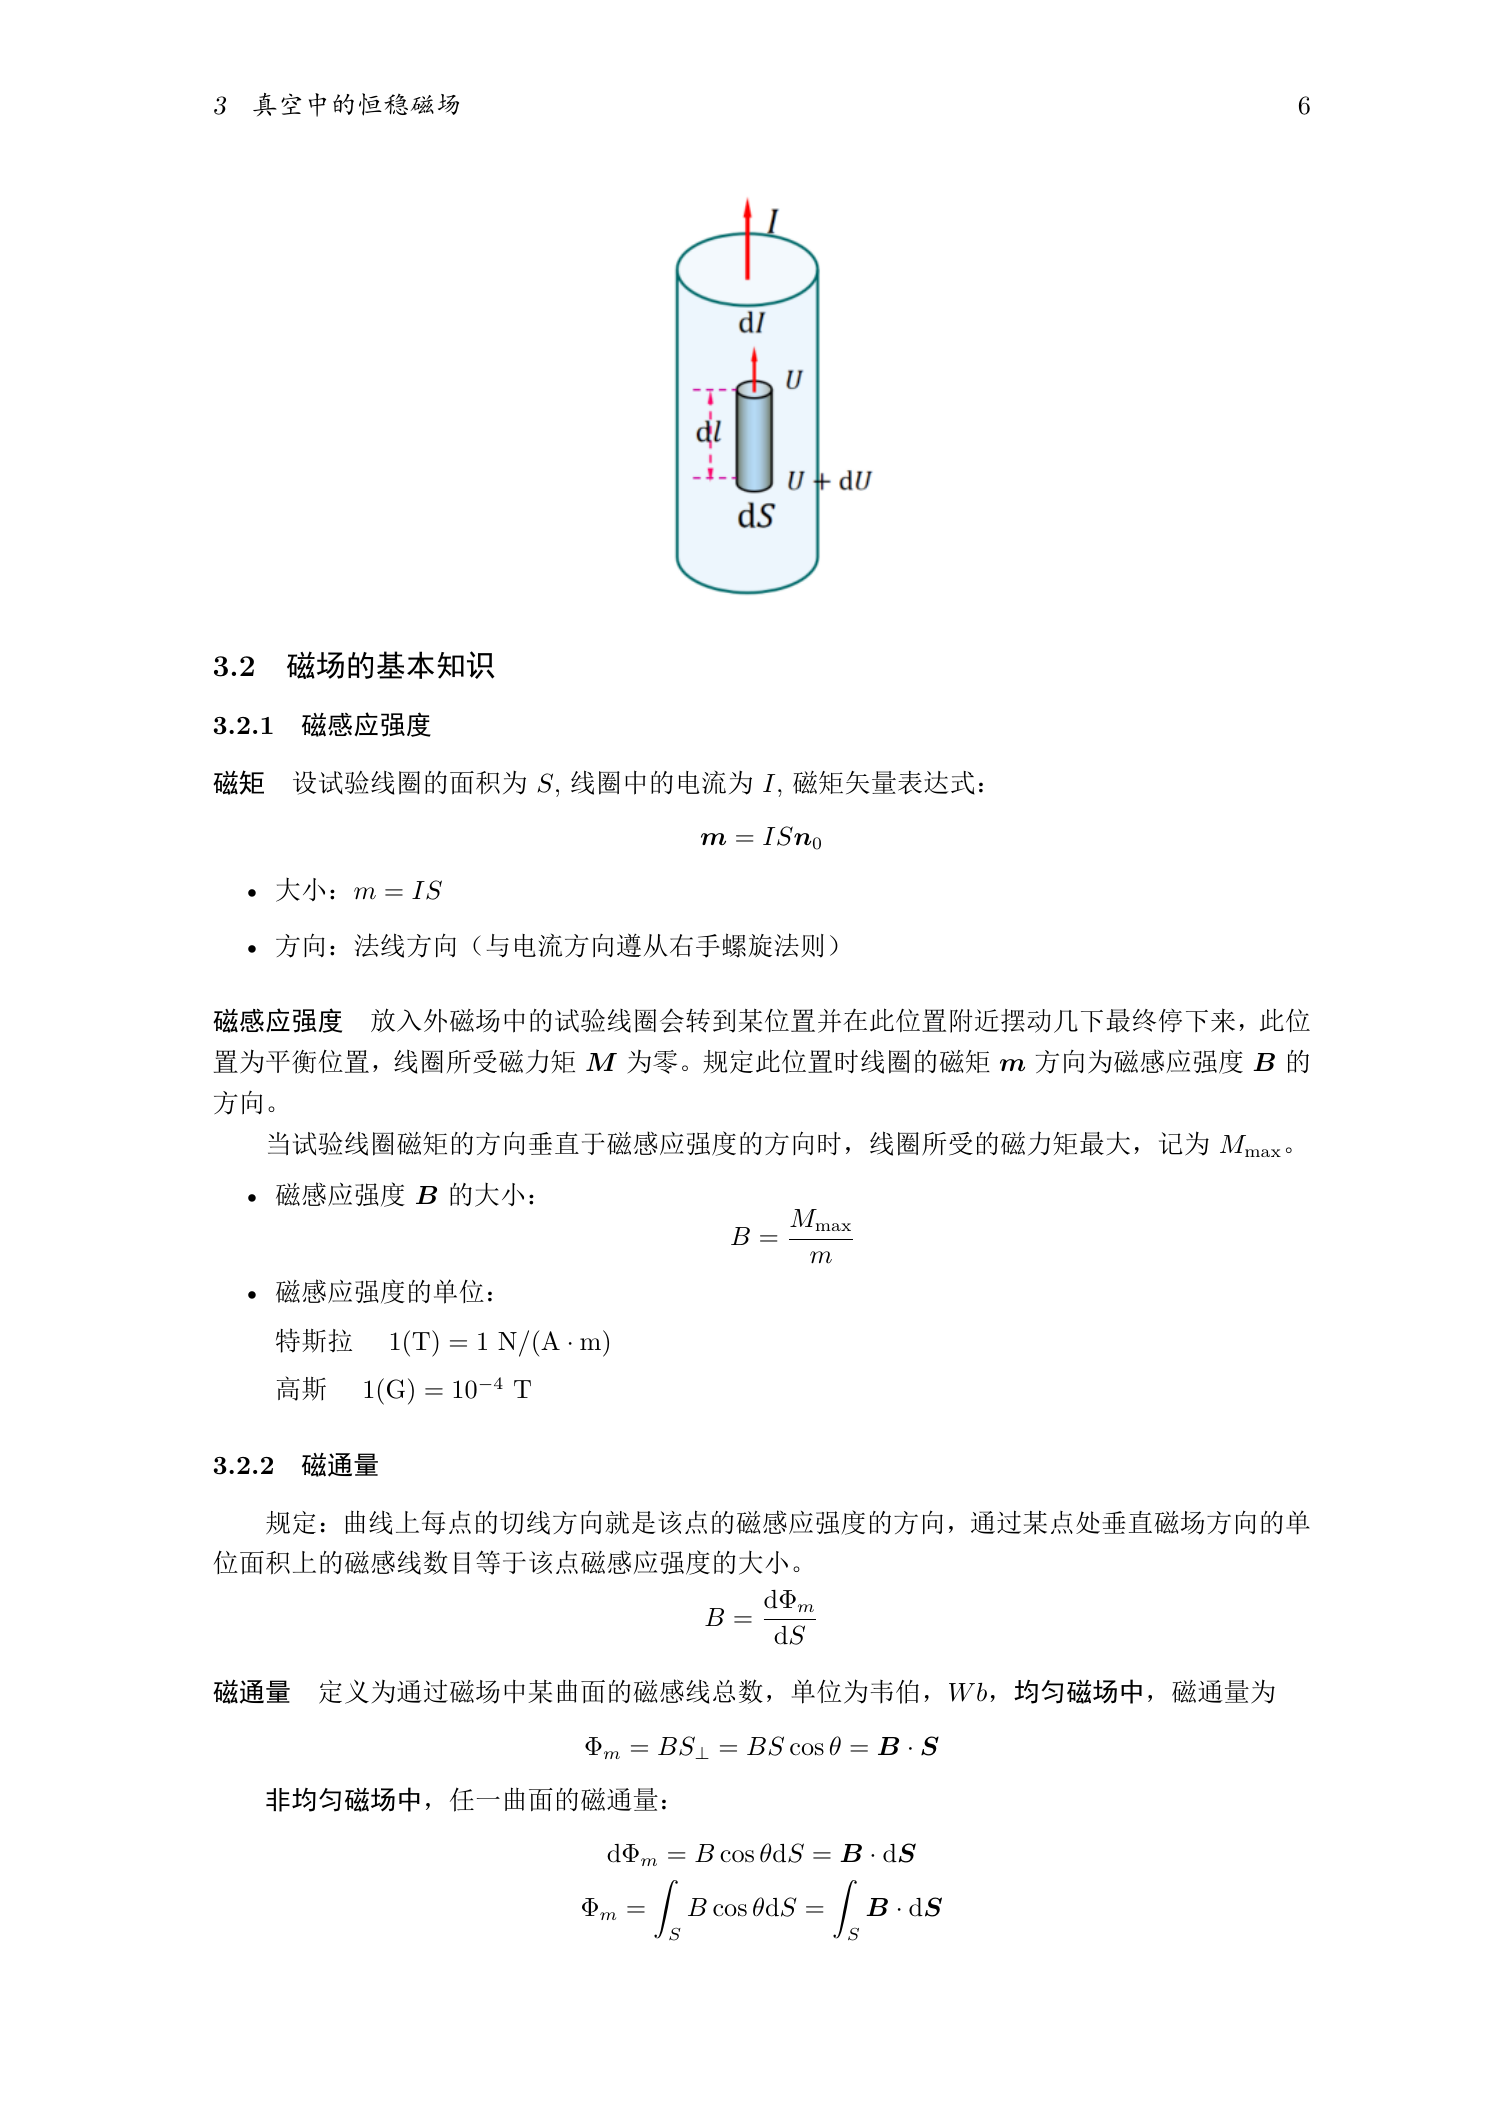 3 真空中的恒稳磁场 6
I
dI
U
dl
U + dU
dS
3.2 磁场的基本知识
3.2.1 磁感应强度
磁矩 设试验线圈的面积为 S, 线圈中的电流为 I, 磁矩矢量表达式：
m = ISn₀
• 大小：m = IS
• 方向：法线方向（与电流方向遵从右手螺旋法则）
磁感应强度 放入外磁场中的试验线圈会转到某位置并在此位置附近摆动几下最终停下来，此位
置为平衡位置，线圈所受磁力矩 M 为零。规定此位置时线圈的磁矩 m 方向为磁感应强度 B 的
方向。
当试验线圈磁矩的方向垂直于磁感应强度的方向时，线圈所受的磁力矩最大，记为 M_max。
• 磁感应强度 B 的大小：
B = M_max / m
• 磁感应强度的单位：
特斯拉 1(T) = 1 N/(A · m)
高斯 1(G) = 10⁻⁴ T
3.2.2 磁通量
规定：曲线上每点的切线方向就是该点的磁感应强度的方向，通过某点处垂直磁场方向的单
位面积上的磁感线数目等于该点磁感应强度的大小。
B = dΦ_m / dS
磁通量 定义为通过磁场中某曲面的磁感线总数，单位为韦伯，Wb，均匀磁场中，磁通量为
Φ_m = BS_⊥ = BS cos θ = B · S
非均匀磁场中，任一曲面的磁通量：
dΦ_m = B cos θdS = B · dS
Φ_m = ∫_S B cos θdS = ∫_S B · dS